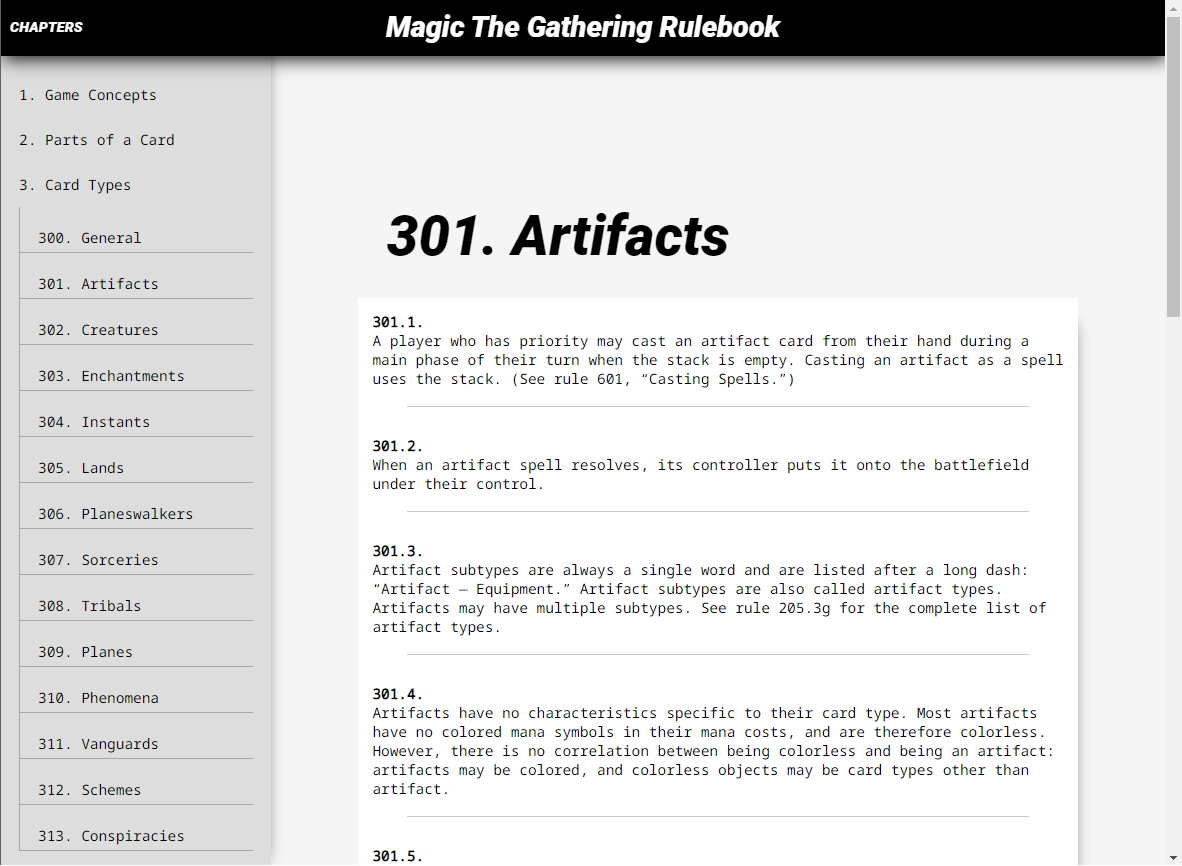 CHAPTERS
Magic The Gathering Rulebook
1. Game Concepts
2. Parts of a Card
3. Card Types
300. General
301. Artifacts
302. Creatures
303. Enchantments
304. Instants
305. Lands
306. Planeswalkers
307. Sorceries
308. Tribals
309. Planes
310. Phenomena
311. Vanguards
312. Schemes
313. Conspiracies
301. Artifacts
301.1.
A player who has priority may cast an artifact card from their hand during a
main phase of their turn when the stack is empty. Casting an artifact as a spell
uses the stack. (See rule 601, “Casting Spells.”)
301.2.
When an artifact spell resolves, its controller puts it onto the battlefield
under their control.
301.3.
Artifact subtypes are always a single word and are listed after a long dash:
“Artifact — Equipment.” Artifact subtypes are also called artifact types.
Artifacts may have multiple subtypes. See rule 205.3g for the complete list of
artifact types.
301.4.
Artifacts have no characteristics specific to their card type. Most artifacts
have no colored mana symbols in their mana costs, and are therefore colorless.
However, there is no correlation between being colorless and being an artifact:
artifacts may be colored, and colorless objects may be card types other than
artifact.
301.5.